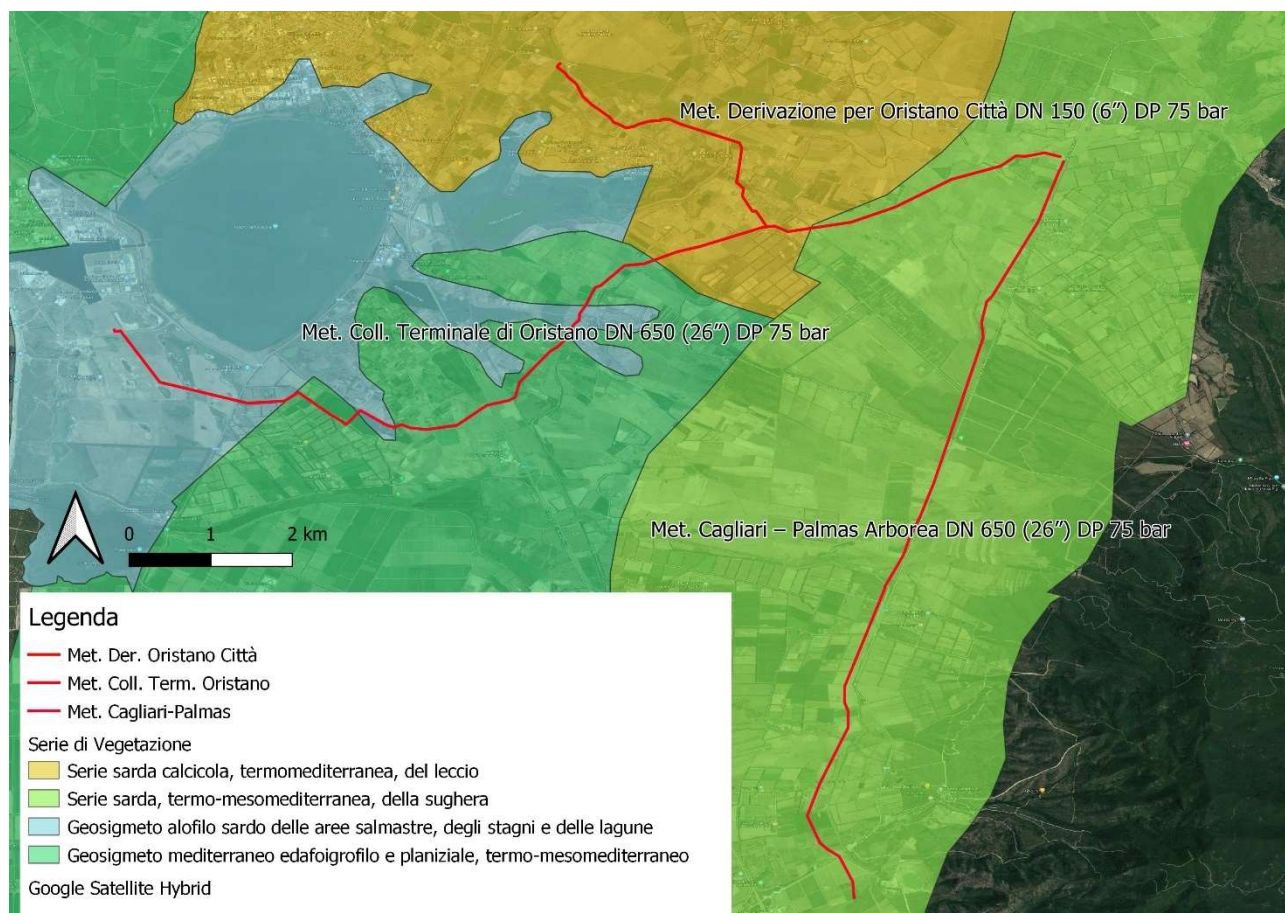 Met. Derivazione per Oristano Città DN 150 (6”) DP 75 bar
Met. Coll. Terminale di Oristano DN 650 (26”) DP 75 bar
Met. Cagliari – Palmas Arborea DN 650 (26”) DP 75 bar
0 1 2 km
Legenda
Met. Der. Oristano Città
Met. Coll. Term. Oristano
Met. Cagliari-Palmas
Serie di Vegetazione
Serie sarda calcicola, termomediterranea, del leccio
Serie sarda, termo-mesomediterranea, della sughera
Geosigmeto alofilo sardo delle aree salmastre, degli stagni e delle lagune
Geosigmeto mediterraneo edafoigrofilo e planiziale, termo-mesomediterraneo
Google Satellite Hybrid